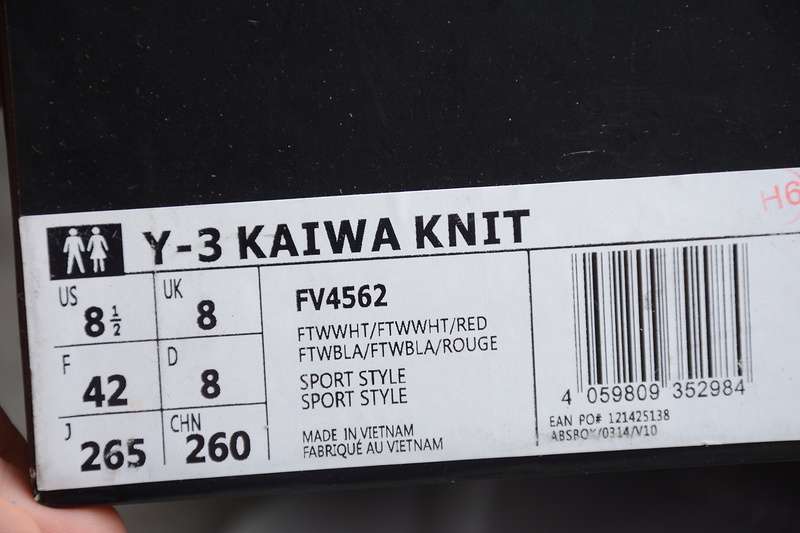 Y-3 KAIWA KNIT
H6
US 8 1/2
UK 8
F 42
D 8
J 265
CHN 260
FV4562
FTWWHT/FTWWHT/RED
FTWBLA/FTWBLA/ROUGE
SPORT STYLE
SPORT STYLE
MADE IN VIETNAM
FABRIQUÉ AU VIETNAM
4 059809 352984
EAN PO# 121425138
ABSBOX/0314/V10